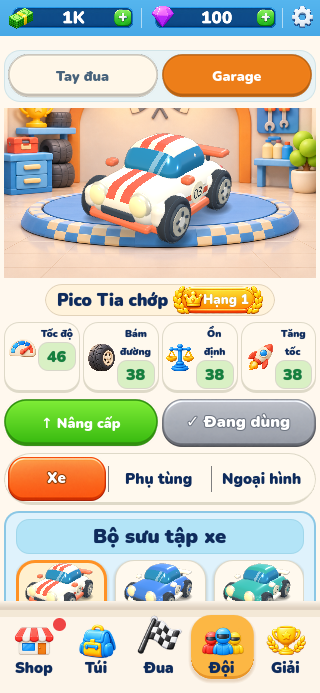 1K
100
Tay đua
Garage
03
Pico Tia chớp
Hạng 1
Tốc độ
46
Bám đường
38
Ổn định
38
Tăng tốc
38
↑ Nâng cấp
✓ Đang dùng
Xe
Phụ tùng
Ngoại hình
Bộ sưu tập xe
Shop
Túi
Đua
Đội
Giải